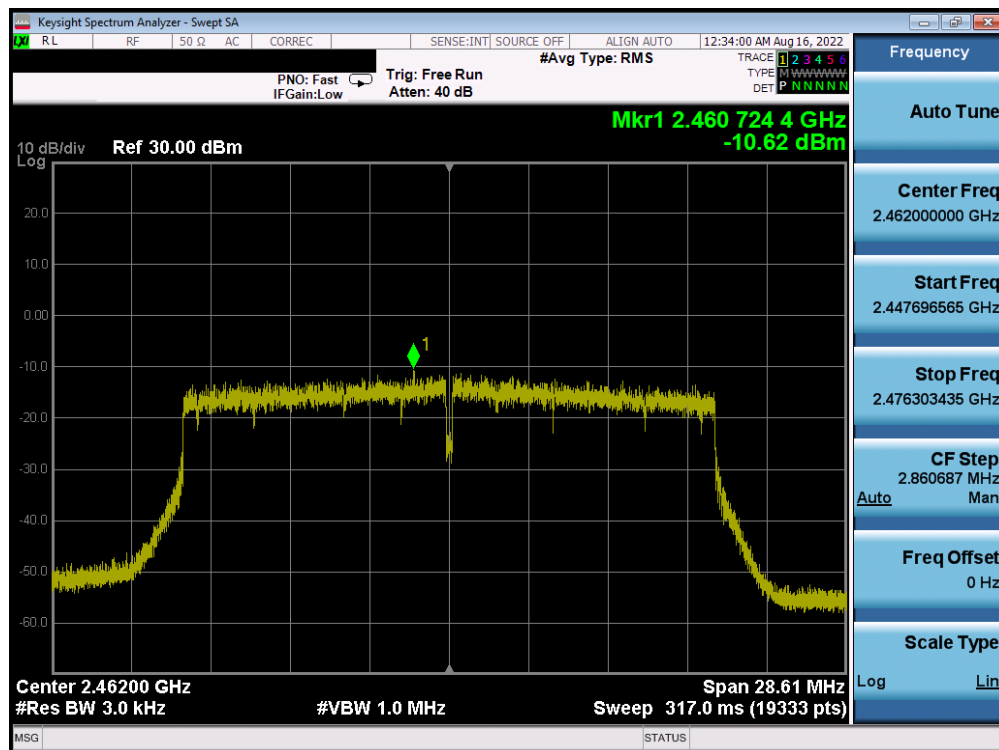 Keysight Spectrum Analyzer - Swept SA
LXI RL RF 50 Ω AC CORREC SENSE:INT SOURCE OFF ALIGN AUTO 12:34:00 AM Aug 16, 2022
#Avg Type: RMS
TRACE 1 2 3 4 5 6
PNO: Fast Trig: Free Run
TYPE M WWWWW
IFGain:Low Atten: 40 dB
DET P N N N N N
Mkr1 2.460 724 4 GHz
-10.62 dBm
10 dB/div Ref 30.00 dBm
Log
20.0
10.0
0.00
1
-10.0
-20.0
-30.0
-40.0
-50.0
-60.0
Center 2.46200 GHz Span 28.61 MHz
#Res BW 3.0 kHz #VBW 1.0 MHz Sweep 317.0 ms (19333 pts)
MSG STATUS
Frequency
Auto Tune
Center Freq
2.462000000 GHz
Start Freq
2.447696565 GHz
Stop Freq
2.476303435 GHz
CF Step
2.860687 MHz
Auto Man
Freq Offset
0 Hz
Scale Type
Log Lin